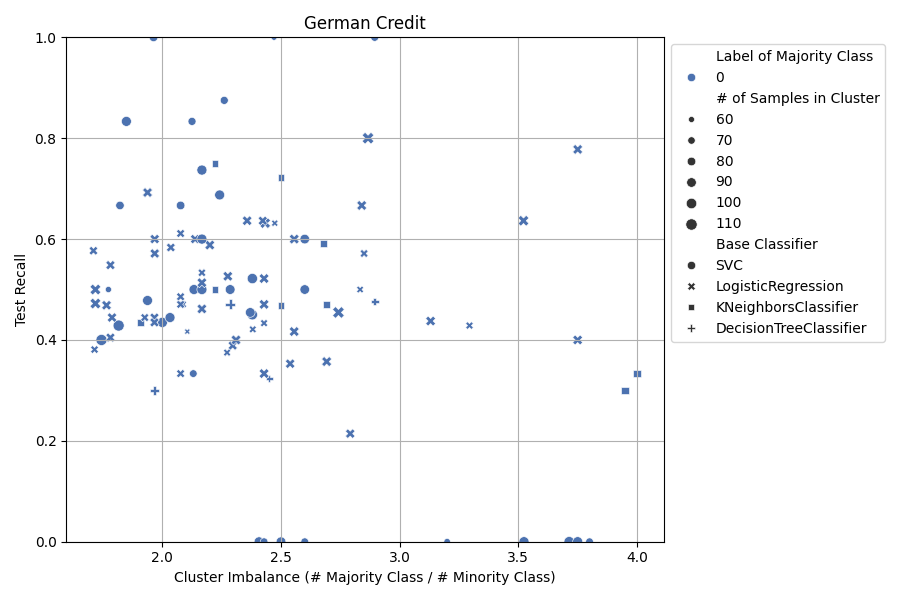 German Credit
Test Recall
1.0
0.8
0.6
0.4
0.2
0.0
2.0
2.5
3.0
3.5
4.0
Cluster Imbalance (# Majority Class / # Minority Class)
Label of Majority Class
0
# of Samples in Cluster
60
70
80
90
100
110
Base Classifier
SVC
LogisticRegression
KNeighborsClassifier
DecisionTreeClassifier